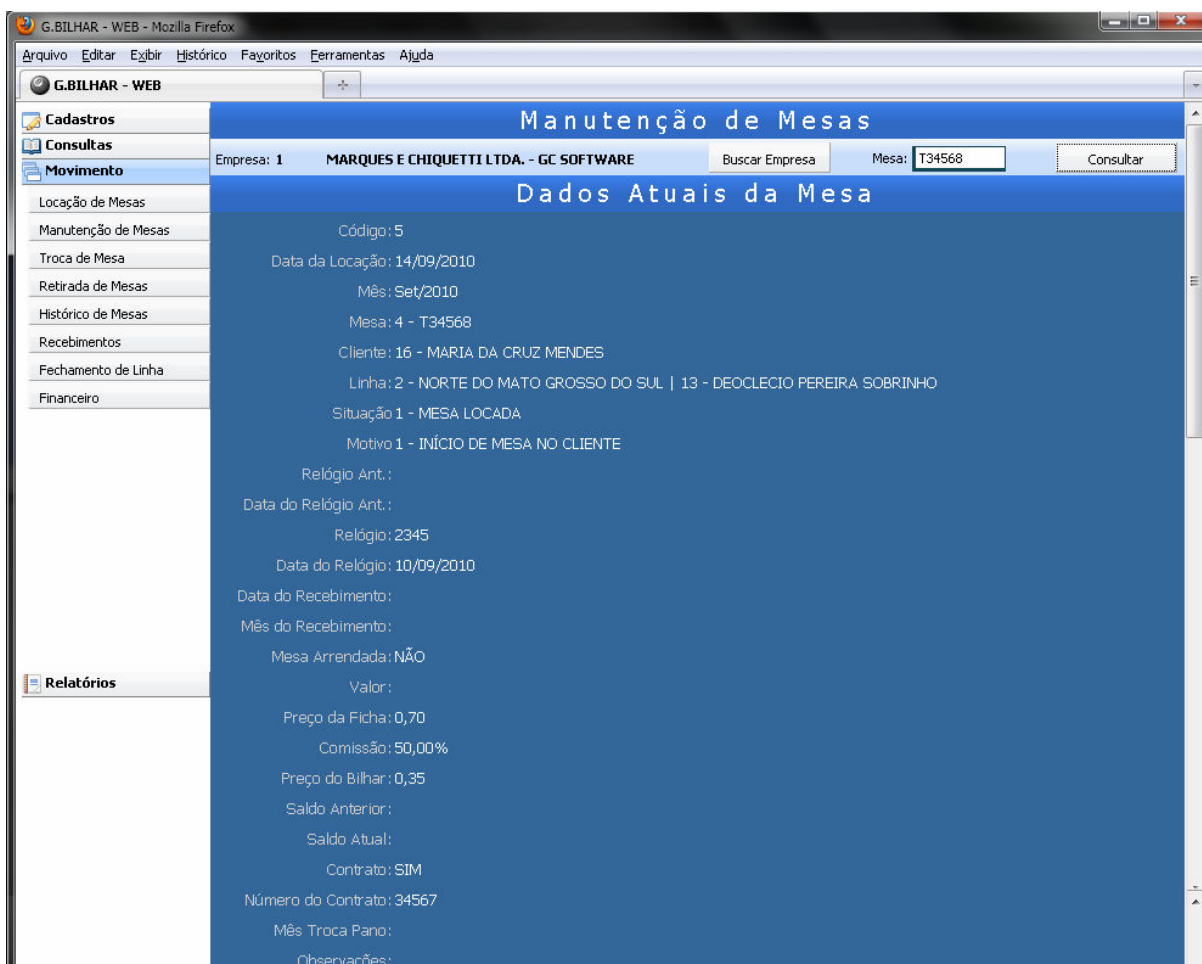 G.BILHAR - WEB - Mozilla Firefox
Arquivo Editar Exibir Histórico Favoritos Ferramentas Ajuda
G.BILHAR - WEB
Cadastros
Consultas
Movimento
Locação de Mesas
Manutenção de Mesas
Troca de Mesa
Retirada de Mesas
Histórico de Mesas
Recebimentos
Fechamento de Linha
Financeiro
Relatórios
Manutenção de Mesas
Empresa: 1 MARQUES E CHIQUETTI LTDA. - GC SOFTWARE Buscar Empresa Mesa: T34568 Consultar
Dados Atuais da Mesa
Código: 5
Data da Locação: 14/09/2010
Mês: Set/2010
Mesa: 4 - T34568
Cliente: 16 - MARIA DA CRUZ MENDES
Linha: 2 - NORTE DO MATO GROSSO DO SUL | 13 - DEOCLECIO PEREIRA SOBRINHO
Situação 1 - MESA LOCADA
Motivo 1 - INÍCIO DE MESA NO CLIENTE
Relógio Ant.:
Data do Relógio Ant.:
Relógio: 2345
Data do Relógio: 10/09/2010
Data do Recebimento:
Mês do Recebimento:
Mesa Arrendada: NÃO
Valor:
Preço da Ficha: 0,70
Comissão: 50,00%
Preço do Bilhar: 0,35
Saldo Anterior:
Saldo Atual:
Contrato: SIM
Número do Contrato: 34567
Mês Troca Pano:
Observações: